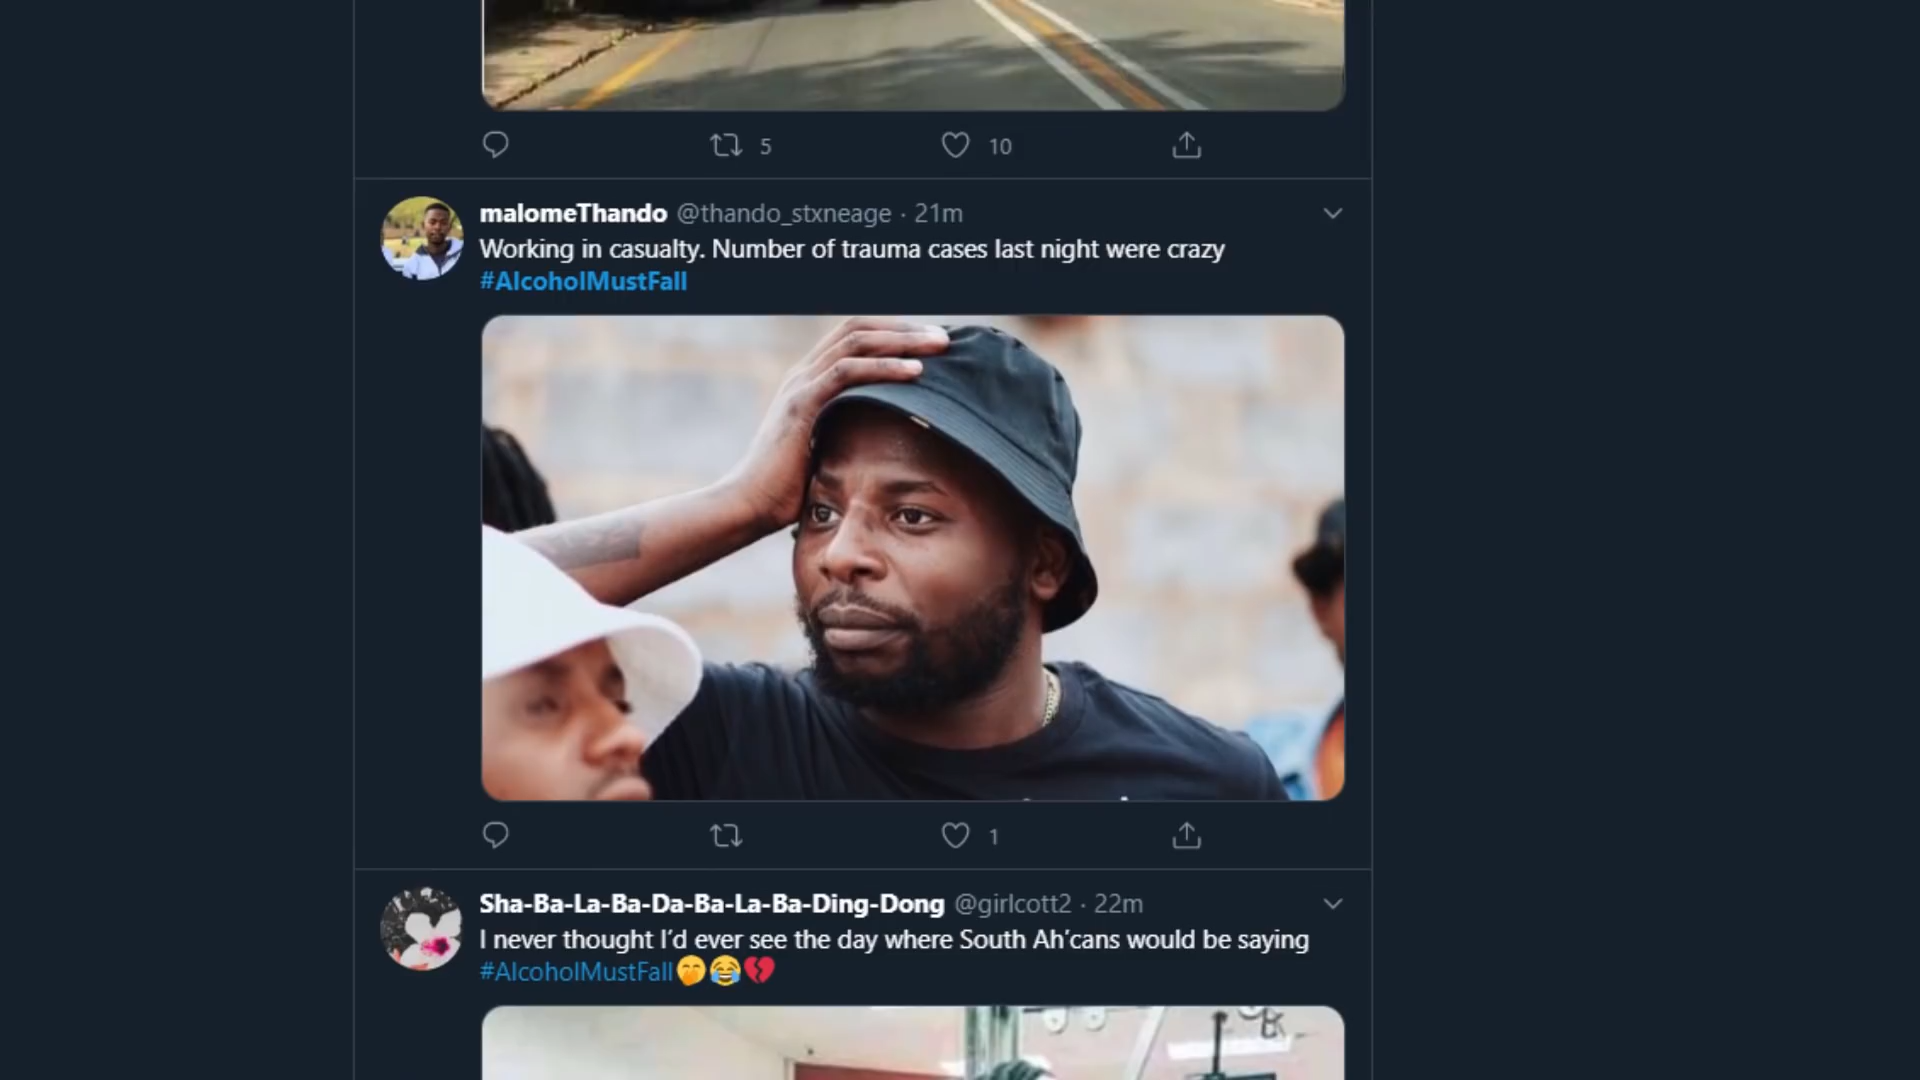 5
10
malomeThando @thando_stxneage · 21m
Working in casualty. Number of trauma cases last night were crazy
#AlcoholMustFall
1
Sha-Ba-La-Ba-Da-Ba-La-Ba-Ding-Dong @girlcott2 · 22m
I never thought I'd ever see the day where South Ah'cans would be saying
#AlcoholMustFall🤭😂💔